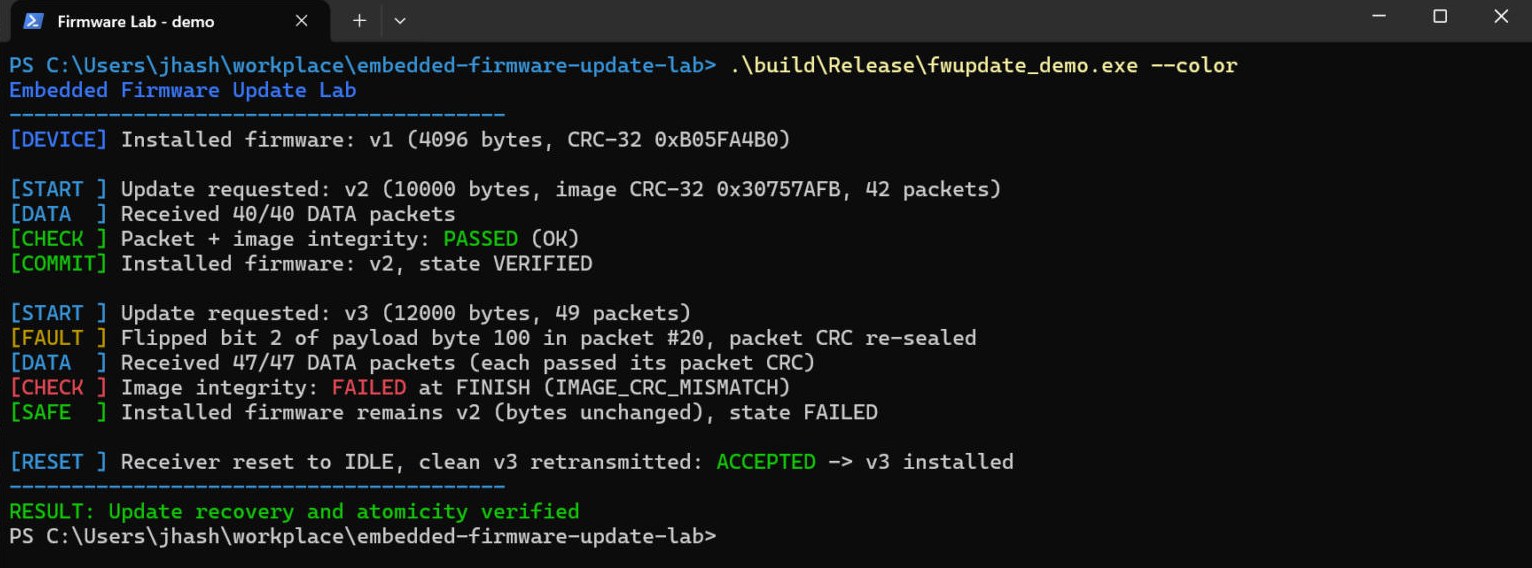 Firmware Lab - demo
PS C:\Users\jhash\workplace\embedded-firmware-update-lab> .\build\Release\fwupdate_demo.exe --color
Embedded Firmware Update Lab
----------------------------------------
[DEVICE] Installed firmware: v1 (4096 bytes, CRC-32 0xB05FA4B0)
[START ] Update requested: v2 (10000 bytes, image CRC-32 0x30757AFB, 42 packets)
[DATA  ] Received 40/40 DATA packets
[CHECK ] Packet + image integrity: PASSED (OK)
[COMMIT] Installed firmware: v2, state VERIFIED
[START ] Update requested: v3 (12000 bytes, 49 packets)
[FAULT ] Flipped bit 2 of payload byte 100 in packet #20, packet CRC re-sealed
[DATA  ] Received 47/47 DATA packets (each passed its packet CRC)
[CHECK ] Image integrity: FAILED at FINISH (IMAGE_CRC_MISMATCH)
[SAFE  ] Installed firmware remains v2 (bytes unchanged), state FAILED
[RESET ] Receiver reset to IDLE, clean v3 retransmitted: ACCEPTED -> v3 installed
----------------------------------------
RESULT: Update recovery and atomicity verified
PS C:\Users\jhash\workplace\embedded-firmware-update-lab>